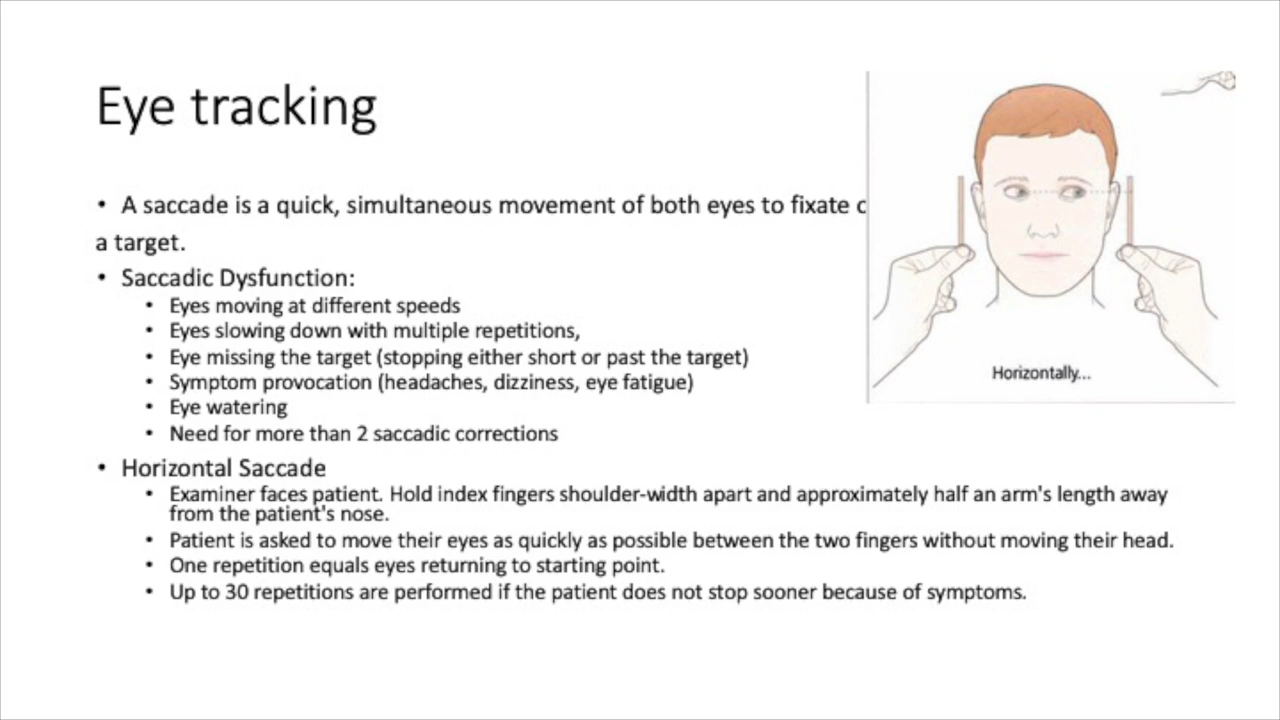 Eye tracking
• A saccade is a quick, simultaneous movement of both eyes to fixate
a target.
• Saccadic Dysfunction:
• Eyes moving at different speeds
• Eyes slowing down with multiple repetitions,
• Eye missing the target (stopping either short or past the target)
• Symptom provocation (headaches, dizziness, eye fatigue)
• Eye watering
• Need for more than 2 saccadic corrections
• Horizontal Saccade
• Examiner faces patient. Hold index fingers shoulder-width apart and approximately half an arm's length away
from the patient's nose.
• Patient is asked to move their eyes as quickly as possible between the two fingers without moving their head.
• One repetition equals eyes returning to starting point.
• Up to 30 repetitions are performed if the patient does not stop sooner because of symptoms.
Horizontally...